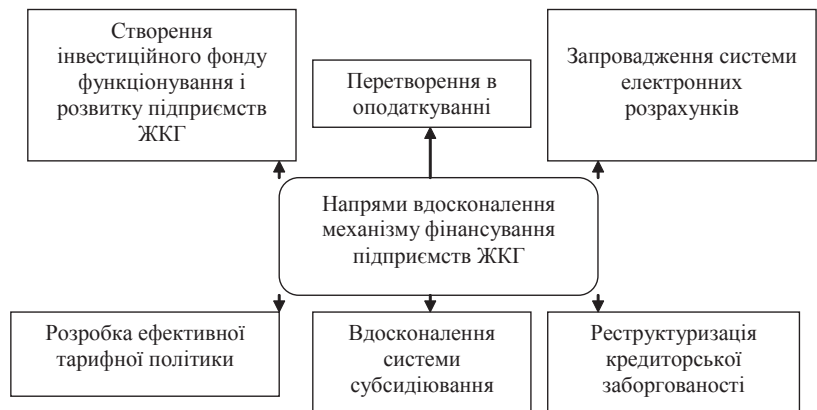 Створення
інвестиційного фонду
функціонування і
розвитку підприємств
ЖКГ
Перетворення в
оподаткуванні
Запровадження системи
електронних
розрахунків
Напрями вдосконалення
механізму фінансування
підприємств ЖКГ
Розробка ефективної
тарифної політики
Вдосконалення
системи
субсидіювання
Реструктуризація
кредиторської
заборгованості